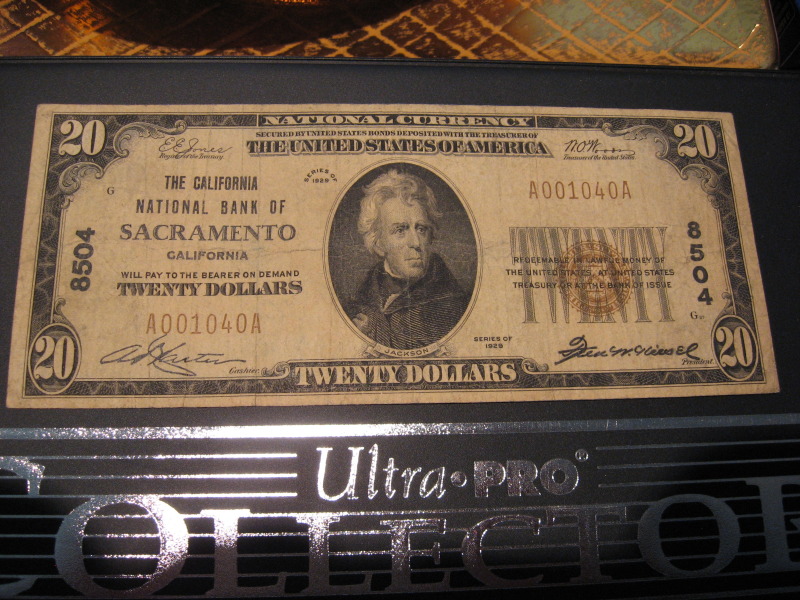 NATIONAL CURRENCY
SECURED BY UNITED STATES BONDS DEPOSITED WITH THE TREASURER OF
THE UNITED STATES OF AMERICA
20
20
E E Jones
Register of the Treasury
W O Woods
Treasurer of the United States
SERIES OF
1929
G
THE CALIFORNIA
NATIONAL BANK OF
SACRAMENTO
CALIFORNIA
WILL PAY TO THE BEARER ON DEMAND
TWENTY DOLLARS
A001040A
8504
A001040A
TWENTY
REDEEMABLE IN LAWFUL MONEY OF
THE UNITED STATES, AT UNITED STATES
TREASURY OR AT THE BANK OF ISSUE
8504
G
SERIES OF
1929
JACKSON
Cashier
President
20
TWENTY DOLLARS
20
Ultra·PRO®
COLLECTOR